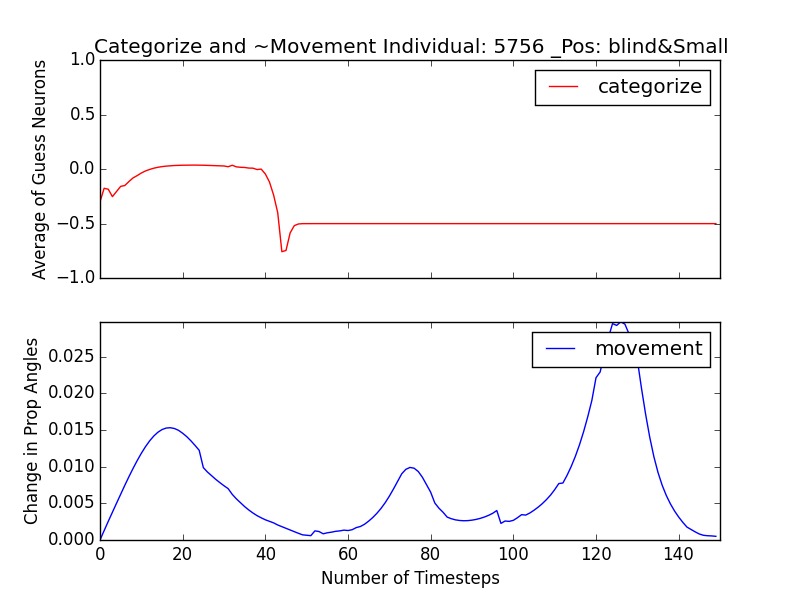 Categorize and ~Movement Individual: 5756 _Pos: blind&Small
1.0
0.5
0.0
−0.5
−1.0
Average of Guess Neurons
categorize
0.025
0.020
0.015
0.010
0.005
0.000
Change in Prop Angles
movement
0 20 40 60 80 100 120 140
Number of Timesteps